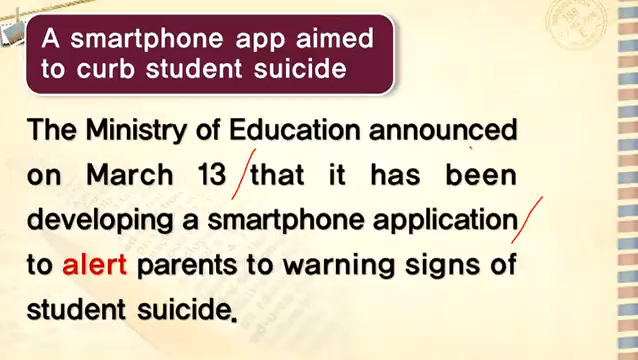 A smartphone app aimed
to curb student suicide
The Ministry of Education announced
on March 13 that it has been
developing a smartphone application
to alert parents to warning signs of
student suicide.